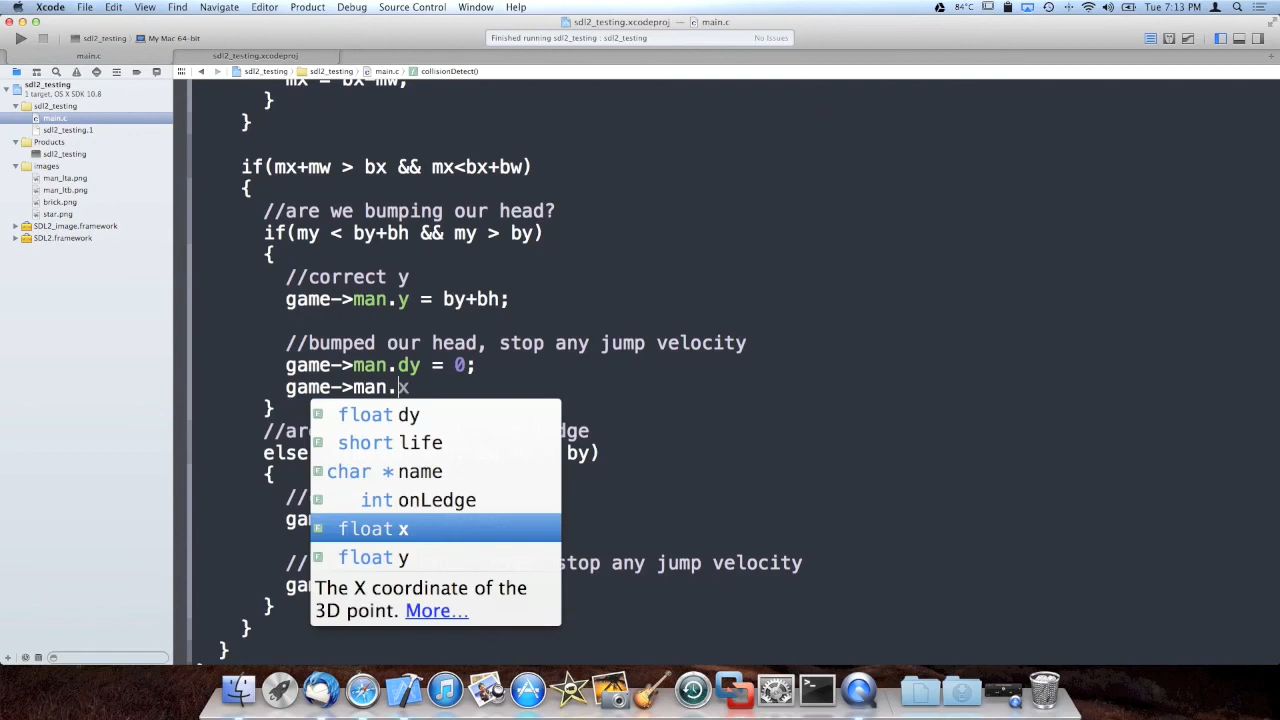 Xcode File Edit View Find Navigate Editor Product Debug Source Control Window Help 84°C Tue 7:13 PM
sdl2_testing.xcodeproj — main.c
sdl2_testing My Mac 64-bit Finished running sdl2_testing : sdl2_testing No Issues
main.c sdl2_testing.xcodeproj
sdl2_testing sdl2_testing main.c collisionDetect()
sdl2_testing
1 target, OS X SDK 10.8
sdl2_testing
main.c
sdl2_testing.1
Products
sdl2_testing
images
man_lta.png
man_ltb.png
brick.png
star.png
SDL2_image.framework
SDL2.framework
mx = bx-mw;
}
}
if(mx+mw > bx && mx<bx+bw)
{
//are we bumping our head?
if(my < by+bh && my > by)
{
//correct y
game->man.y = by+bh;
//bumped our head, stop any jump velocity
game->man.dy = 0;
game->man.x
}
float dy
short life
char * name
int onLedge
float x
float y
The X coordinate of the
3D point. More...
else by)
{
top any jump velocity
}
}
}